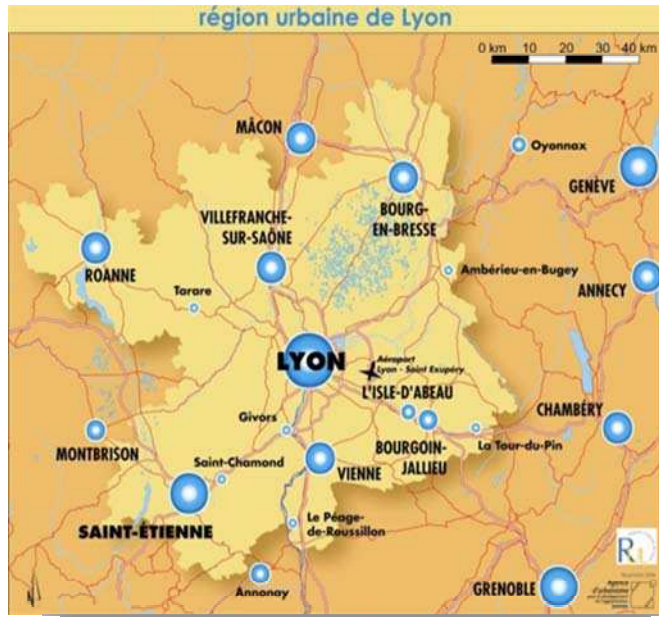 région urbaine de Lyon
0 km 10 20 30 40 km
MÂCON
Oyonnax
GENÈVE
BOURG-
EN-BRESSE
VILLEFRANCHE-
SUR-SAÔNE
ROANNE
Ambérieu-en-Bugey
ANNECY
Tarare
LYON
Aéroport
Lyon - Saint Exupéry
L'ISLE-D'ABEAU
CHAMBÉRY
Givors
BOURGOIN-
JALLIEU
La Tour-du-Pin
MONTBRISON
Saint-Chamond
VIENNE
SAINT-ÉTIENNE
Le Péage-
de-Roussillon
Annonay
GRENOBLE
Agence
d'urbanisme